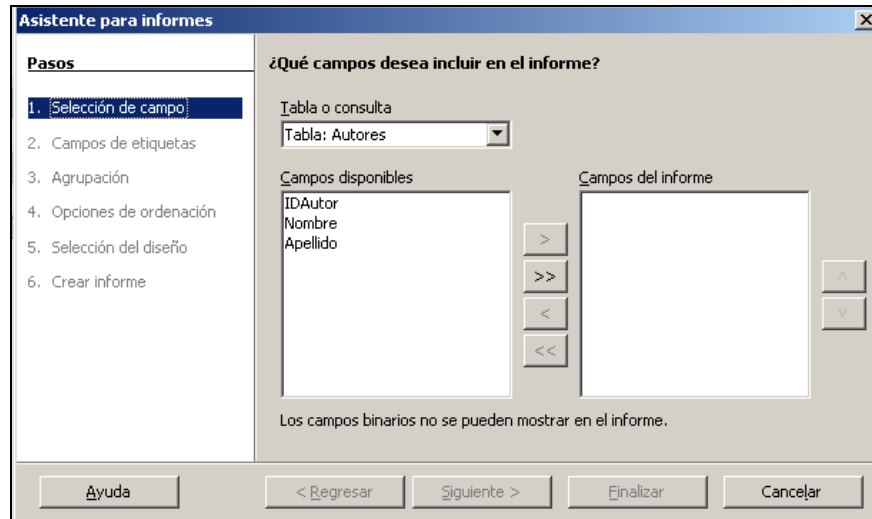 Asistente para informes
Pasos
1. Selección de campo
2. Campos de etiquetas
3. Agrupación
4. Opciones de ordenación
5. Selección del diseño
6. Crear informe
¿Qué campos desea incluir en el informe?
Tabla o consulta
Tabla: Autores
Campos disponibles
IDAutor
Nombre
Apellido
>
>>
<
<<
Campos del informe
^
v
Los campos binarios no se pueden mostrar en el informe.
Ayuda
< Regresar
Siguiente >
Finalizar
Cancelar